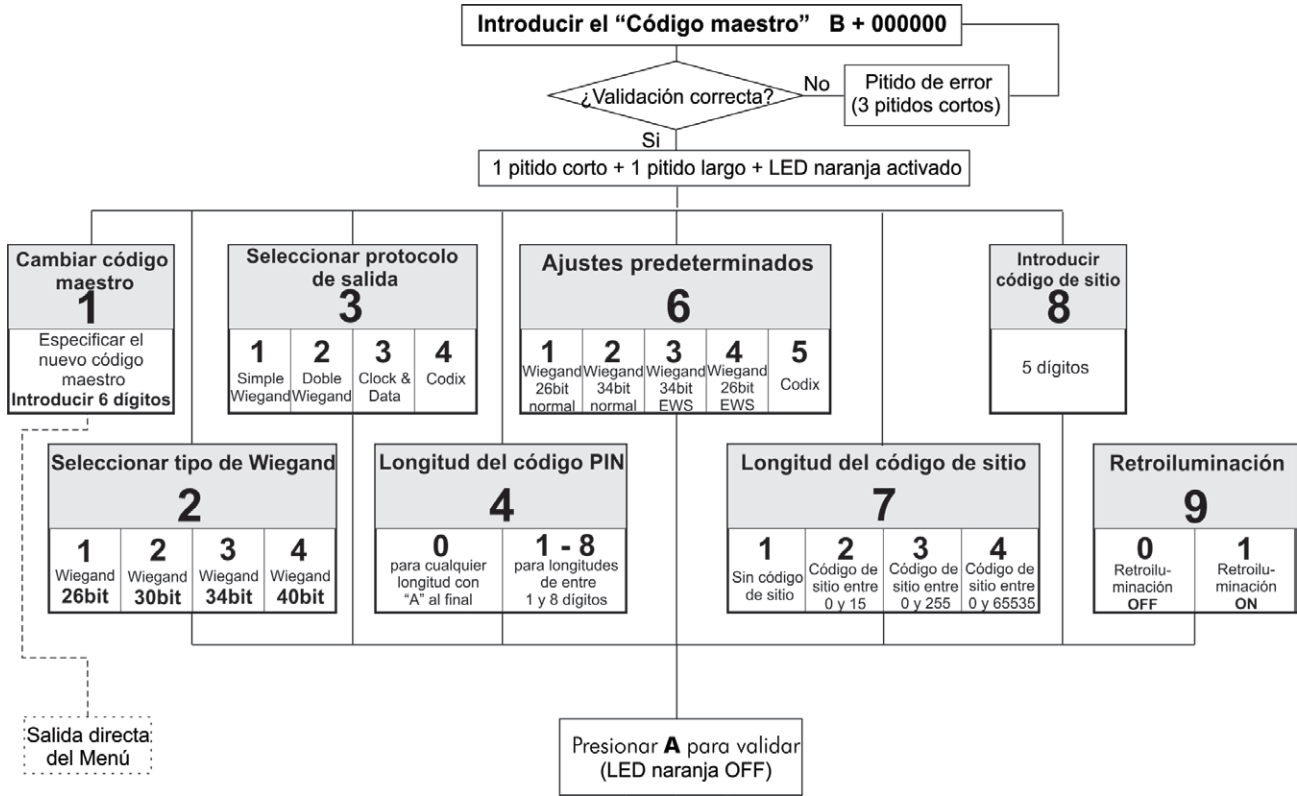 Introducir el “Código maestro” B + 000000
¿Validación correcta?
No
Pitido de error
(3 pitidos cortos)
Si
1 pitido corto + 1 pitido largo + LED naranja activado
Cambiar código
maestro
1
Especificar el
nuevo código
maestro
Introducir 6 dígitos
Seleccionar protocolo
de salida
3
1
Simple
Wiegand
2
Doble
Wiegand
3
Clock &
Data
4
Codix
Ajustes predeterminados
6
1
Wiegand
26bit
normal
2
Wiegand
34bit
normal
3
Wiegand
34bit
EWS
4
Wiegand
26bit
EWS
5
Codix
Introducir
código de sitio
8
5 dígitos
Seleccionar tipo de Wiegand
2
1
Wiegand
26bit
2
Wiegand
30bit
3
Wiegand
34bit
4
Wiegand
40bit
Longitud del código PIN
4
0
para cualquier
longitud con
“A” al final
1 - 8
para longitudes
de entre
1 y 8 dígitos
Longitud del código de sitio
7
1
Sin código
de sitio
2
Código de
sitio entre
0 y 15
3
Código de
sitio entre
0 y 255
4
Código de
sitio entre
0 y 65535
Retroiluminación
9
0
Retroilu-
minación
OFF
1
Retroilu-
minación
ON
Salida directa
del Menú
Presionar A para validar
(LED naranja OFF)